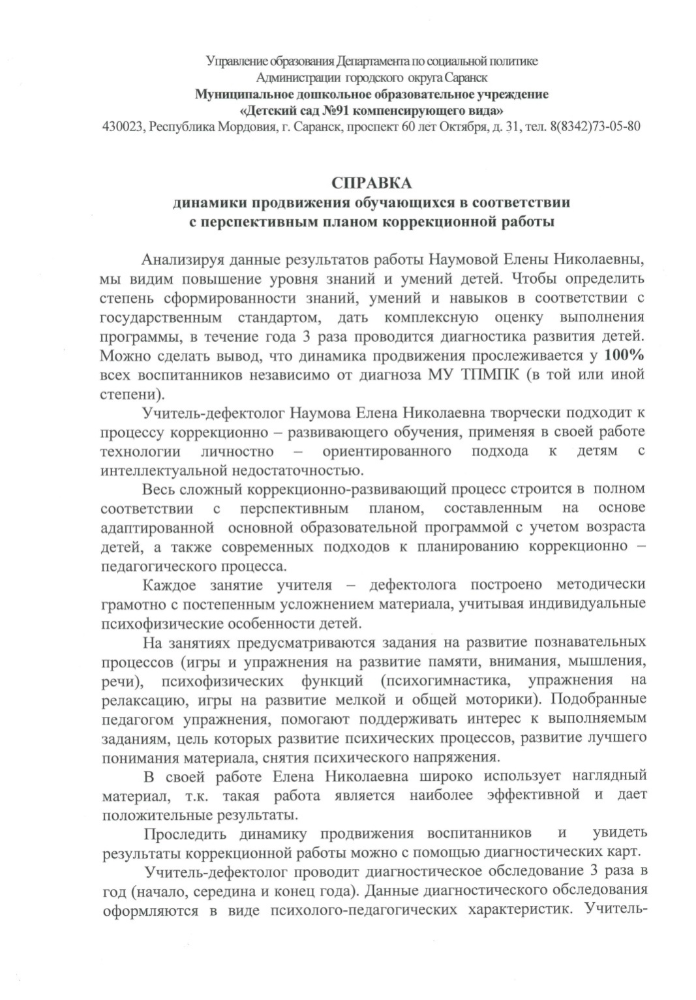 Управление образования Департамента по социальной политике
Администрации городского округа Саранск
Муниципальное дошкольное образовательное учреждение
«Детский сад №91 компенсирующего вида»
430023, Республика Мордовия, г. Саранск, проспект 60 лет Октября, д. 31, тел. 8(8342)73-05-80
СПРАВКА
динамики продвижения обучающихся в соответствии
с перспективным планом коррекционной работы
Анализируя данные результатов работы Наумовой Елены Николаевны,
мы видим повышение уровня знаний и умений детей. Чтобы определить
степень сформированности знаний, умений и навыков в соответствии с
государственным стандартом, дать комплексную оценку выполнения
программы, в течение года 3 раза проводится диагностика развития детей.
Можно сделать вывод, что динамика продвижения прослеживается у 100%
всех воспитанников независимо от диагноза МУ ТПМПК (в той или иной
степени).
Учитель-дефектолог Наумова Елена Николаевна творчески подходит к
процессу коррекционно – развивающего обучения, применяя в своей работе
технологии личностно – ориентированного подхода к детям с
интеллектуальной недостаточностью.
Весь сложный коррекционно-развивающий процесс строится в полном
соответствии с перспективным планом, составленным на основе
адаптированной основной образовательной программой с учетом возраста
детей, а также современных подходов к планированию коррекционно –
педагогического процесса.
Каждое занятие учителя – дефектолога построено методически
грамотно с постепенным усложнением материала, учитывая индивидуальные
психофизические особенности детей.
На занятиях предусматриваются задания на развитие познавательных
процессов (игры и упражнения на развитие памяти, внимания, мышления,
речи), психофизических функций (психогимнастика, упражнения на
релаксацию, игры на развитие мелкой и общей моторики). Подобранные
педагогом упражнения, помогают поддерживать интерес к выполняемым
заданиям, цель которых развитие психических процессов, развитие лучшего
понимания материала, снятия психического напряжения.
В своей работе Елена Николаевна широко использует наглядный
материал, т.к. такая работа является наиболее эффективной и дает
положительные результаты.
Проследить динамику продвижения воспитанников и увидеть
результаты коррекционной работы можно с помощью диагностических карт.
Учитель-дефектолог проводит диагностическое обследование 3 раза в
год (начало, середина и конец года). Данные диагностического обследования
оформляются в виде психолого-педагогических характеристик. Учитель-